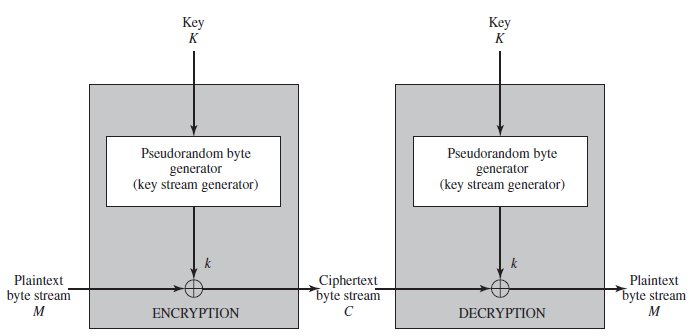 Key
K
Pseudorandom byte
generator
(key stream generator)
k
Plaintext
byte stream
M
ENCRYPTION
Ciphertext
byte stream
C
Key
K
Pseudorandom byte
generator
(key stream generator)
k
DECRYPTION
Plaintext
byte stream
M